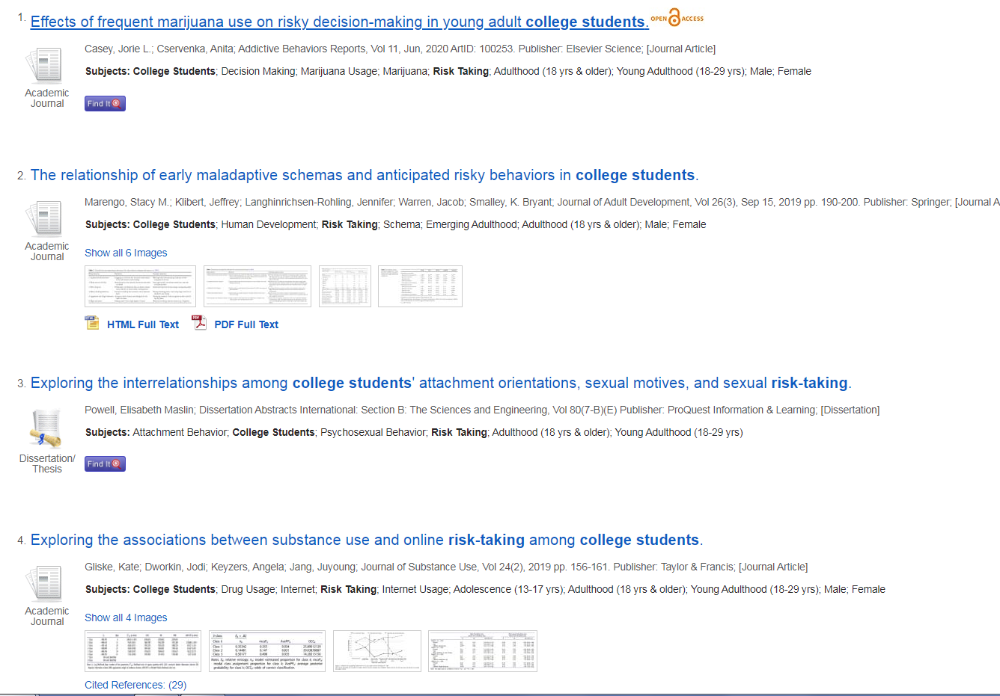 1. Effects of frequent marijuana use on risky decision-making in young adult college students. OPEN ACCESS
Casey, Jorie L.; Cservenka, Anita; Addictive Behaviors Reports, Vol 11, Jun, 2020 ArtID: 100253. Publisher: Elsevier Science; [Journal Article]
Subjects: College Students; Decision Making; Marijuana Usage; Marijuana; Risk Taking; Adulthood (18 yrs & older); Young Adulthood (18-29 yrs); Male; Female
Academic
Journal
Find It
2. The relationship of early maladaptive schemas and anticipated risky behaviors in college students.
Marengo, Stacy M.; Klibert, Jeffrey; Langhinrichsen-Rohling, Jennifer; Warren, Jacob; Smalley, K. Bryant; Journal of Adult Development, Vol 26(3), Sep 15, 2019 pp. 190-200. Publisher: Springer; [Journal A
Subjects: College Students; Human Development; Risk Taking; Schema; Emerging Adulthood; Adulthood (18 yrs & older); Male; Female
Academic
Journal
Show all 6 Images
HTML Full Text PDF Full Text
3. Exploring the interrelationships among college students' attachment orientations, sexual motives, and sexual risk-taking.
Powell, Elisabeth Maslin; Dissertation Abstracts International: Section B: The Sciences and Engineering, Vol 80(7-B)(E) Publisher: ProQuest Information & Learning; [Dissertation]
Subjects: Attachment Behavior; College Students; Psychosexual Behavior; Risk Taking; Adulthood (18 yrs & older); Young Adulthood (18-29 yrs)
Dissertation/
Thesis
Find It
4. Exploring the associations between substance use and online risk-taking among college students.
Gliske, Kate; Dworkin, Jodi; Keyzers, Angela; Jang, Juyoung; Journal of Substance Use, Vol 24(2), 2019 pp. 156-161. Publisher: Taylor & Francis; [Journal Article]
Subjects: College Students; Drug Usage; Internet; Risk Taking; Internet Usage; Adolescence (13-17 yrs); Adulthood (18 yrs & older); Young Adulthood (18-29 yrs); Male; Female
Academic
Journal
Show all 4 Images
Cited References: (29)